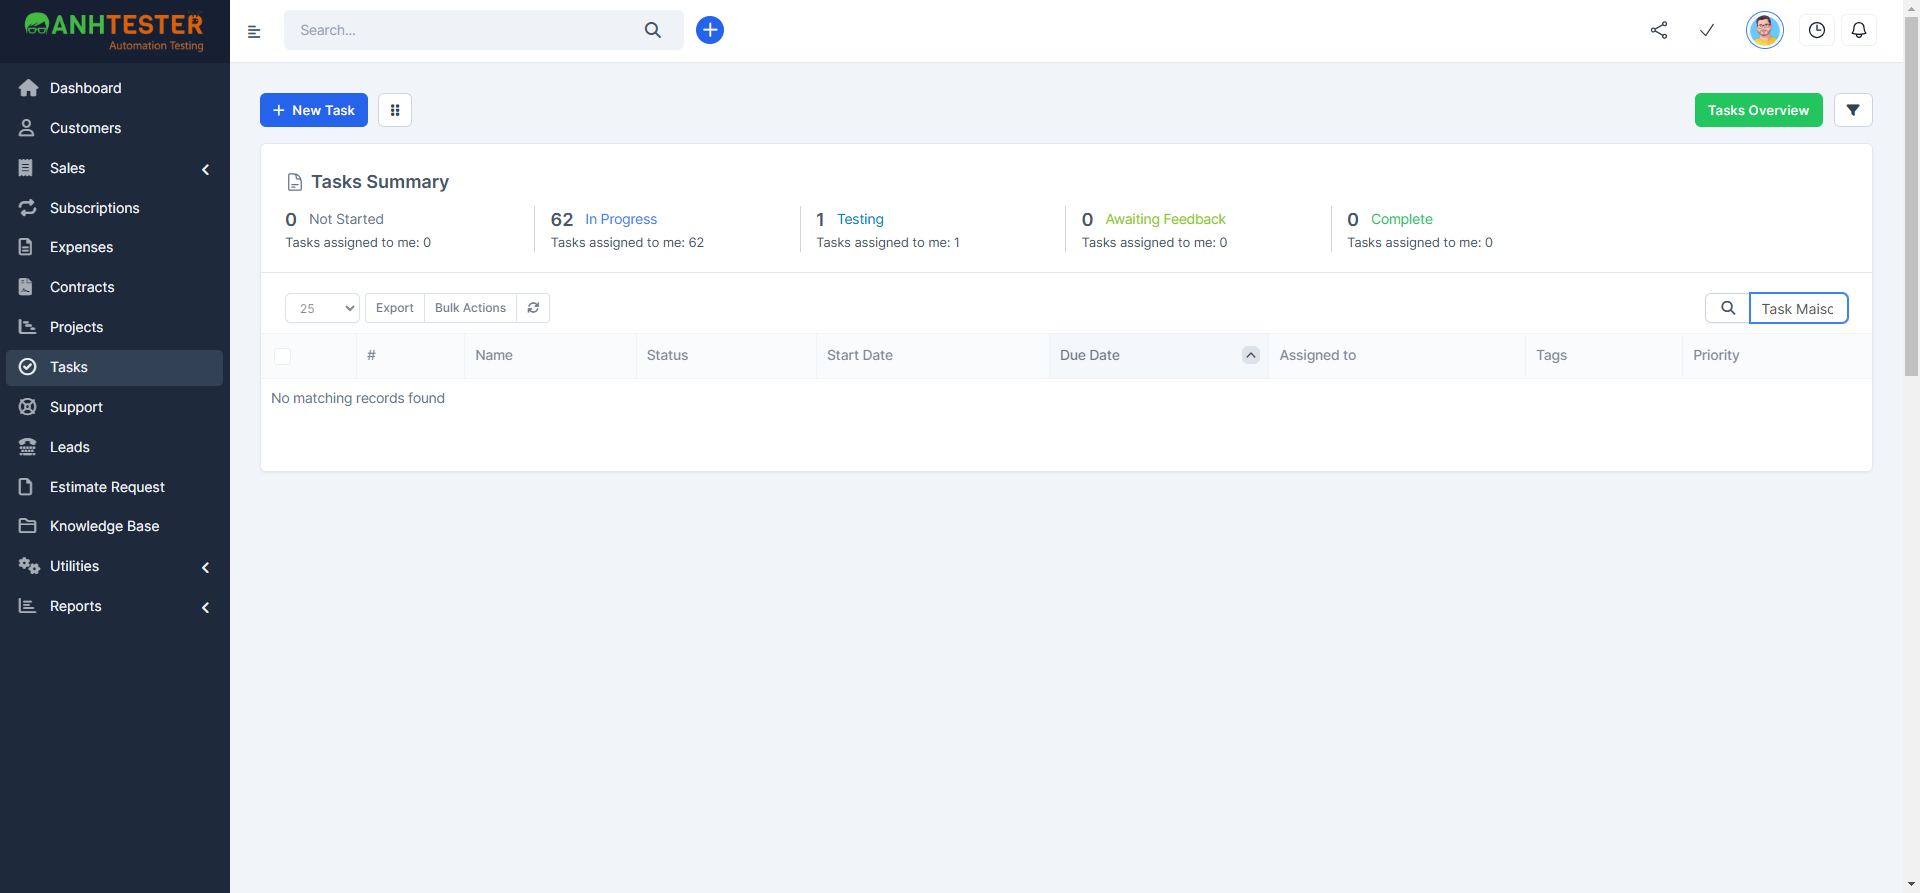 ANHTESTER
Automation Testing
Search...
Dashboard
Customers
Sales
Subscriptions
Expenses
Contracts
Projects
Tasks
Support
Leads
Estimate Request
Knowledge Base
Utilities
Reports
New Task
Tasks Overview
Tasks Summary
0 Not Started
Tasks assigned to me: 0
62 In Progress
Tasks assigned to me: 62
1 Testing
Tasks assigned to me: 1
0 Awaiting Feedback
Tasks assigned to me: 0
0 Complete
Tasks assigned to me: 0
25 Export Bulk Actions
Task Maisc
# Name Status Start Date Due Date Assigned to Tags Priority
No matching records found